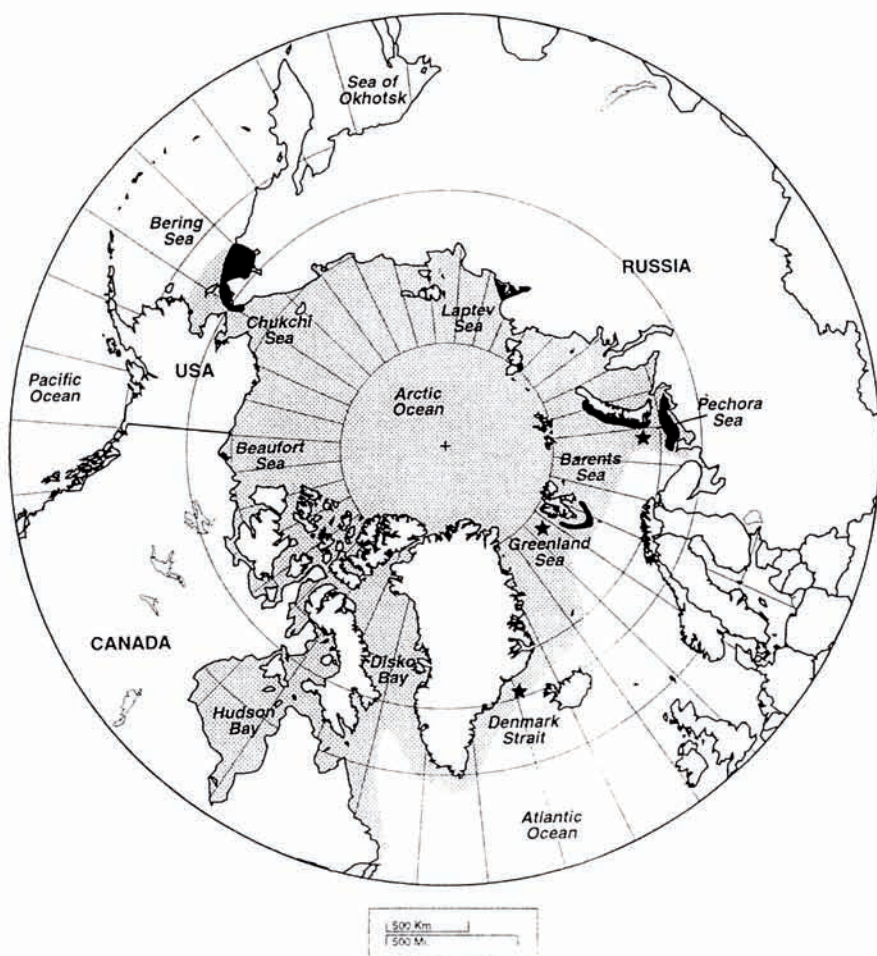 Sea of
Okhotsk
Bering
Sea
RUSSIA
Chukchi
Sea
Laptev
Sea
USA
Pacific
Ocean
Arctic
Ocean
Pechora
Sea
Beaufort
Sea
Barents
Sea
Greenland
Sea
CANADA
Disko
Bay
Hudson
Bay
Denmark
Strait
Atlantic
Ocean
500 Km
500 Mi.